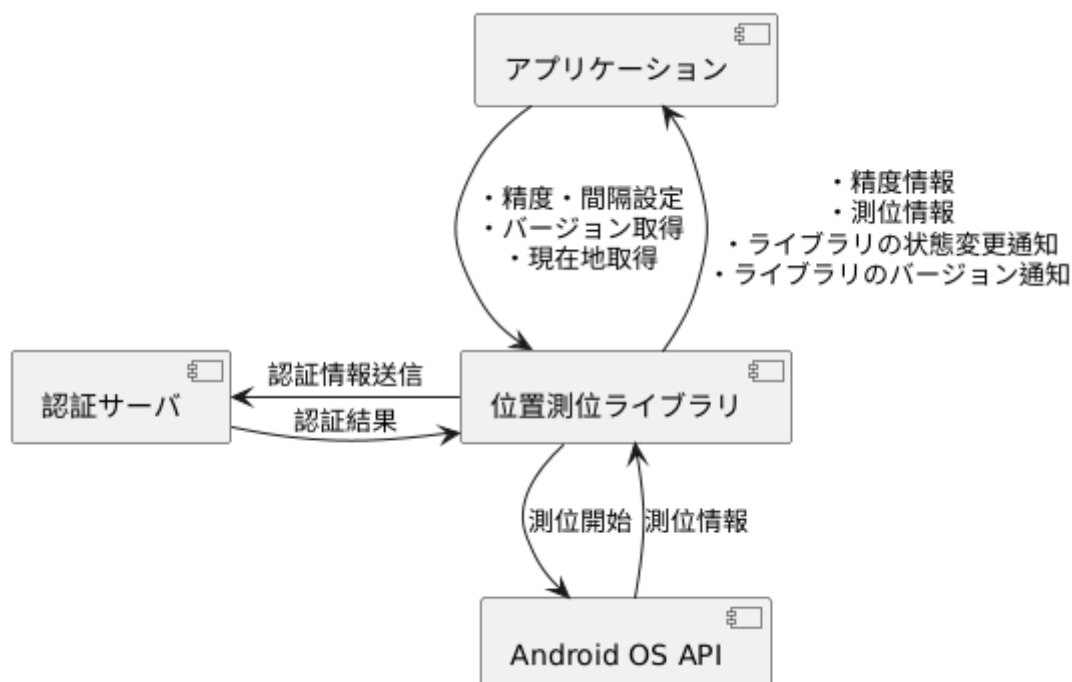 アプリケーション
・精度・間隔設定
・バージョン取得
・現在地取得
・精度情報
・測位情報
・ライブラリの状態変更通知
・ライブラリのバージョン通知
認証サーバ
認証情報送信
認証結果
位置測位ライブラリ
測位開始
測位情報
Android OS API